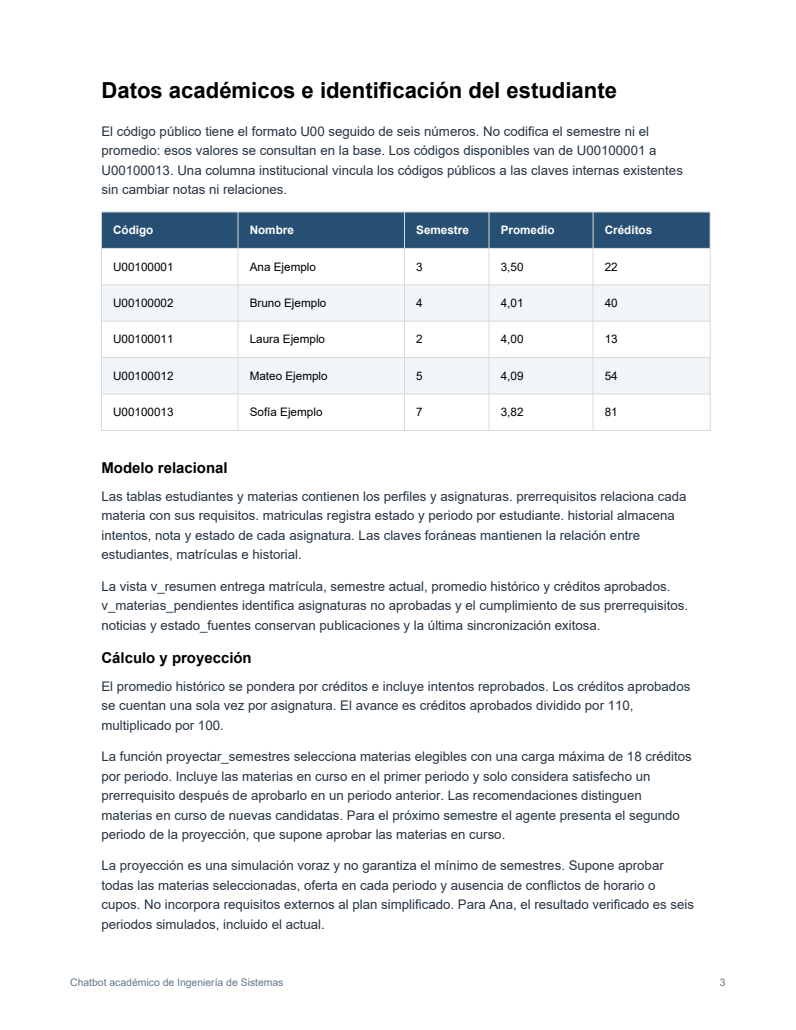 Datos académicos e identificación del estudiante
El código público tiene el formato U00 seguido de seis números. No codifica el semestre ni el
promedio: esos valores se consultan en la base. Los códigos disponibles van de U00100001 a
U00100013. Una columna institucional vincula los códigos públicos a las claves internas existentes
sin cambiar notas ni relaciones.
Código Nombre Semestre Promedio Créditos
U00100001 Ana Ejemplo 3 3,50 22
U00100002 Bruno Ejemplo 4 4,01 40
U00100011 Laura Ejemplo 2 4,00 13
U00100012 Mateo Ejemplo 5 4,09 54
U00100013 Sofía Ejemplo 7 3,82 81
Modelo relacional
Las tablas estudiantes y materias contienen los perfiles y asignaturas. prerrequisitos relaciona cada
materia con sus requisitos. matriculas registra estado y periodo por estudiante. historial almacena
intentos, nota y estado de cada asignatura. Las claves foráneas mantienen la relación entre
estudiantes, matrículas e historial.
La vista v_resumen entrega matrícula, semestre actual, promedio histórico y créditos aprobados.
v_materias_pendientes identifica asignaturas no aprobadas y el cumplimiento de sus prerrequisitos.
noticias y estado_fuentes conservan publicaciones y la última sincronización exitosa.
Cálculo y proyección
El promedio histórico se pondera por créditos e incluye intentos reprobados. Los créditos aprobados
se cuentan una sola vez por asignatura. El avance es créditos aprobados dividido por 110,
multiplicado por 100.
La función proyectar_semestres selecciona materias elegibles con una carga máxima de 18 créditos
por periodo. Incluye las materias en curso en el primer periodo y solo considera satisfecho un
prerrequisito después de aprobarlo en un periodo anterior. Las recomendaciones distinguen
materias en curso de nuevas candidatas. Para el próximo semestre el agente presenta el segundo
periodo de la proyección, que supone aprobar las materias en curso.
La proyección es una simulación voraz y no garantiza el mínimo de semestres. Supone aprobar
todas las materias seleccionadas, oferta en cada periodo y ausencia de conflictos de horario o
cupos. No incorpora requisitos externos al plan simplificado. Para Ana, el resultado verificado es seis
periodos simulados, incluido el actual.
Chatbot académico de Ingeniería de Sistemas 3